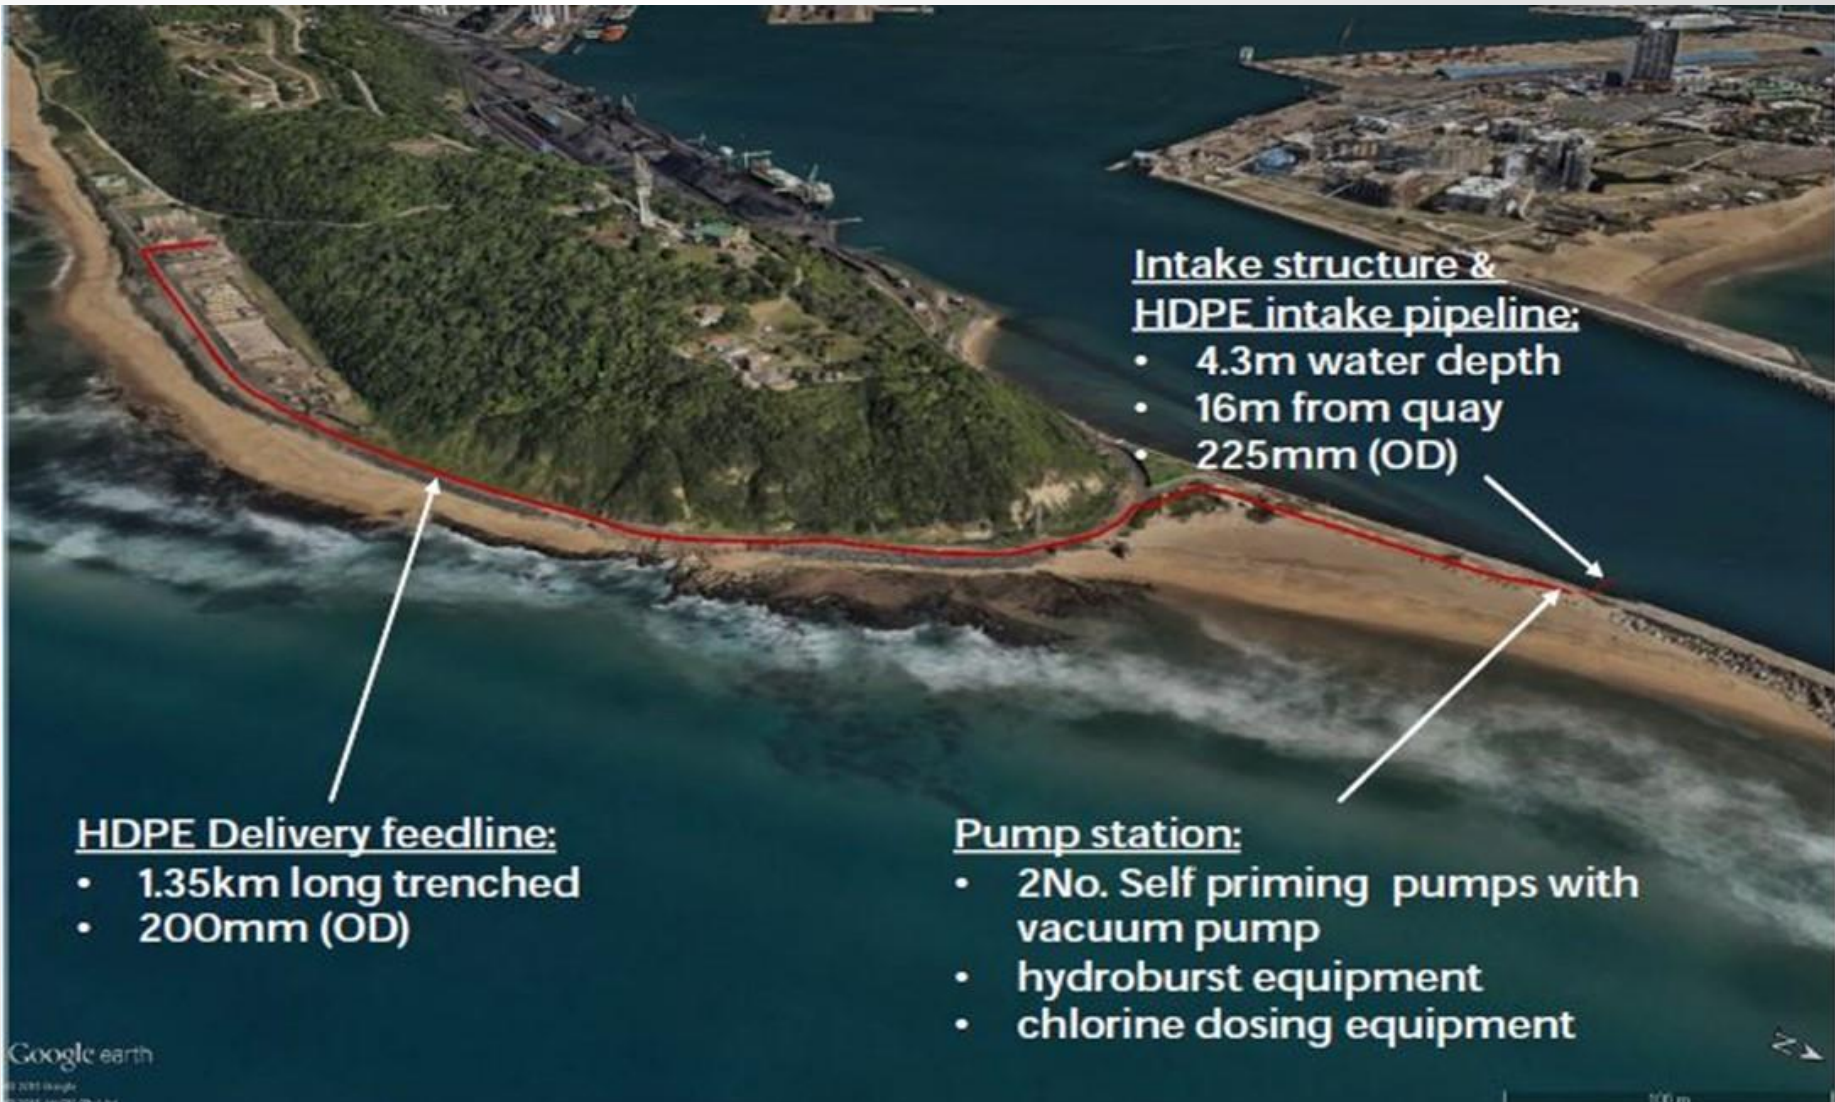 Intake structure &
HDPE intake pipeline:
• 4.3m water depth
• 16m from quay
• 225mm (OD)
HDPE Delivery feedline:
• 1.35km long trenched
• 200mm (OD)
Pump station:
• 2No. Self priming pumps with
vacuum pump
• hydroburst equipment
• chlorine dosing equipment
Google earth
N
100 m